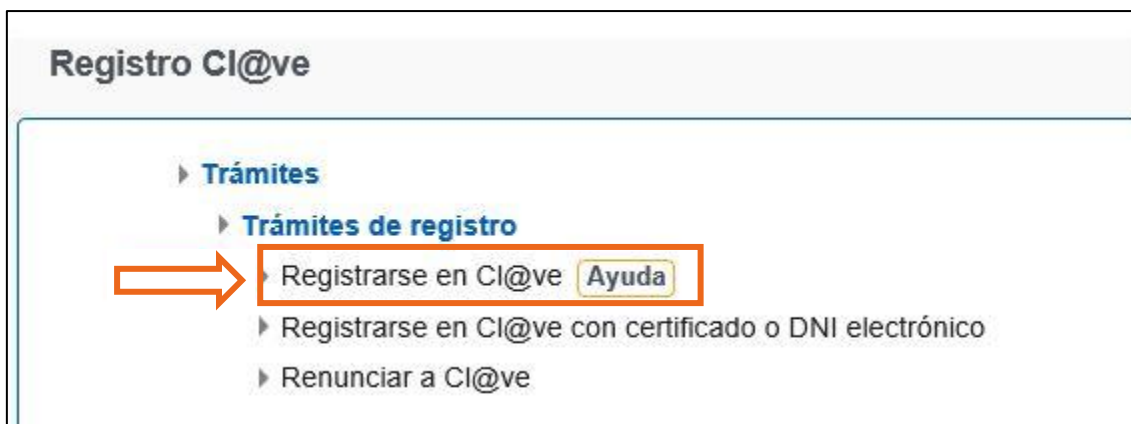 Registro Cl@ve
Trámites
Trámites de registro
Registrarse en Cl@ve Ayuda
Registrarse en Cl@ve con certificado o DNI electrónico
Renunciar a Cl@ve